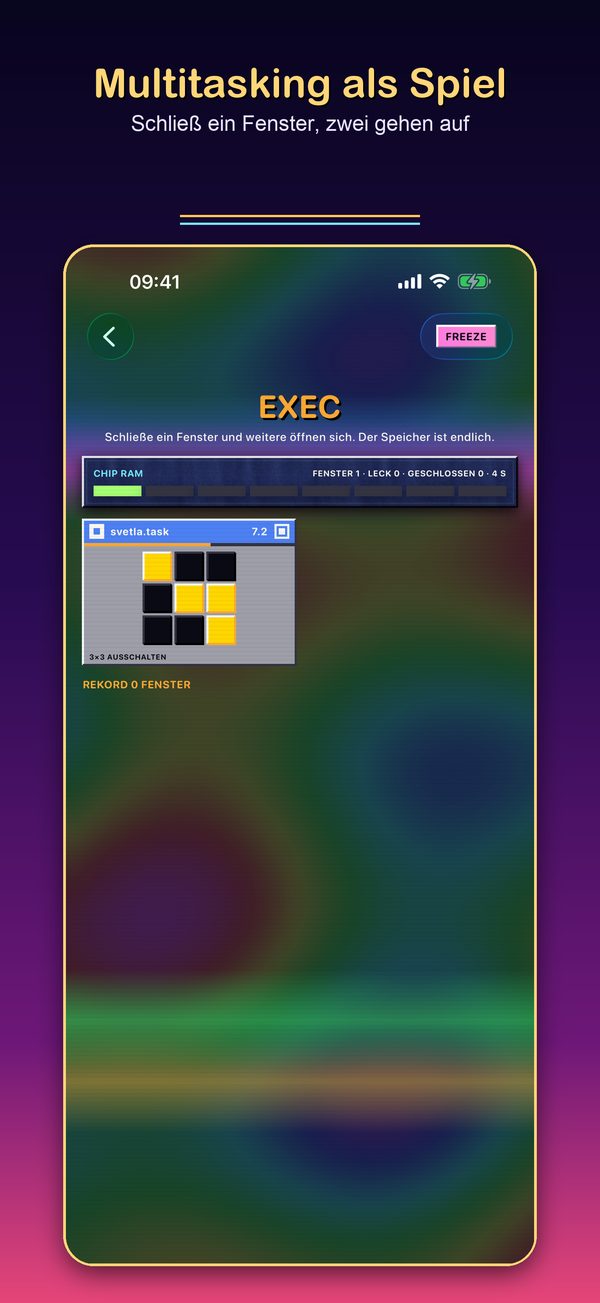 Multitasking als Spiel
Schließ ein Fenster, zwei gehen auf
09:41
FREEZE
EXEC
Schließe ein Fenster und weitere öffnen sich. Der Speicher ist endlich.
CHIP RAM FENSTER 1 · LECK 0 · GESCHLOSSEN 0 · 4 S
svetla.task 7.2
3×3 AUSSCHALTEN
REKORD 0 FENSTER